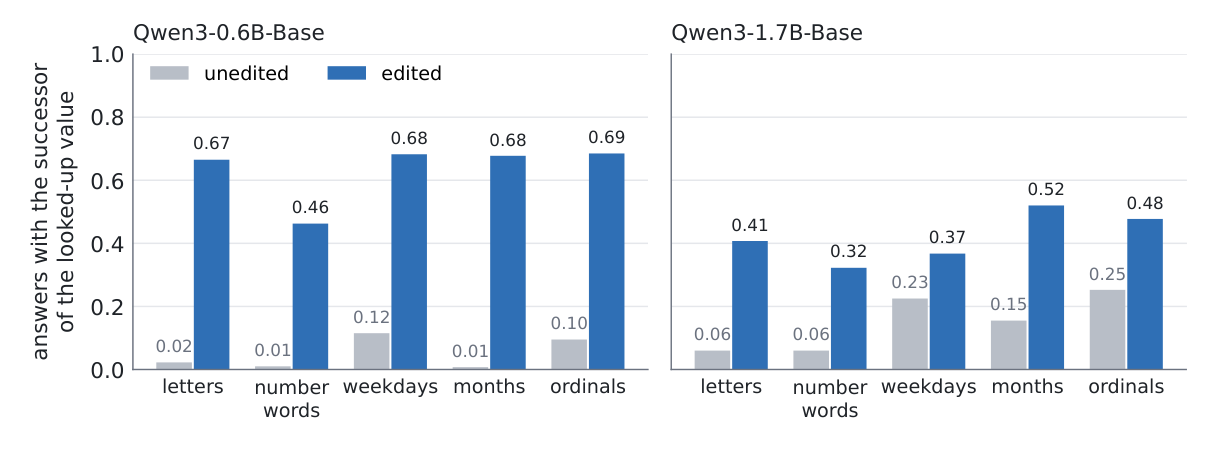 Qwen3-0.6B-Base
Qwen3-1.7B-Base
answers with the successor
of the looked-up value
1.0
0.8
0.6
0.4
0.2
0.0
unedited
edited
0.02
0.67
0.01
0.46
0.12
0.68
0.01
0.68
0.10
0.69
letters
number
words
weekdays
months
ordinals
0.06
0.41
0.06
0.32
0.23
0.37
0.15
0.52
0.25
0.48
letters
number
words
weekdays
months
ordinals